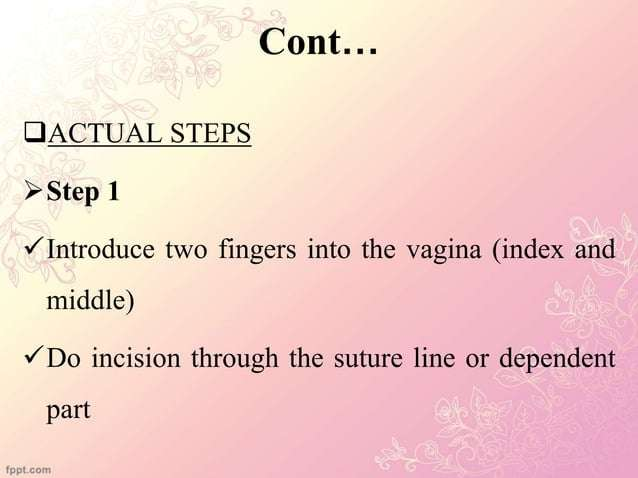 Cont…
❑ACTUAL STEPS
➢Step 1
✓Introduce two fingers into the vagina (index and
middle)
✓Do incision through the suture line or dependent
part
fppt.com